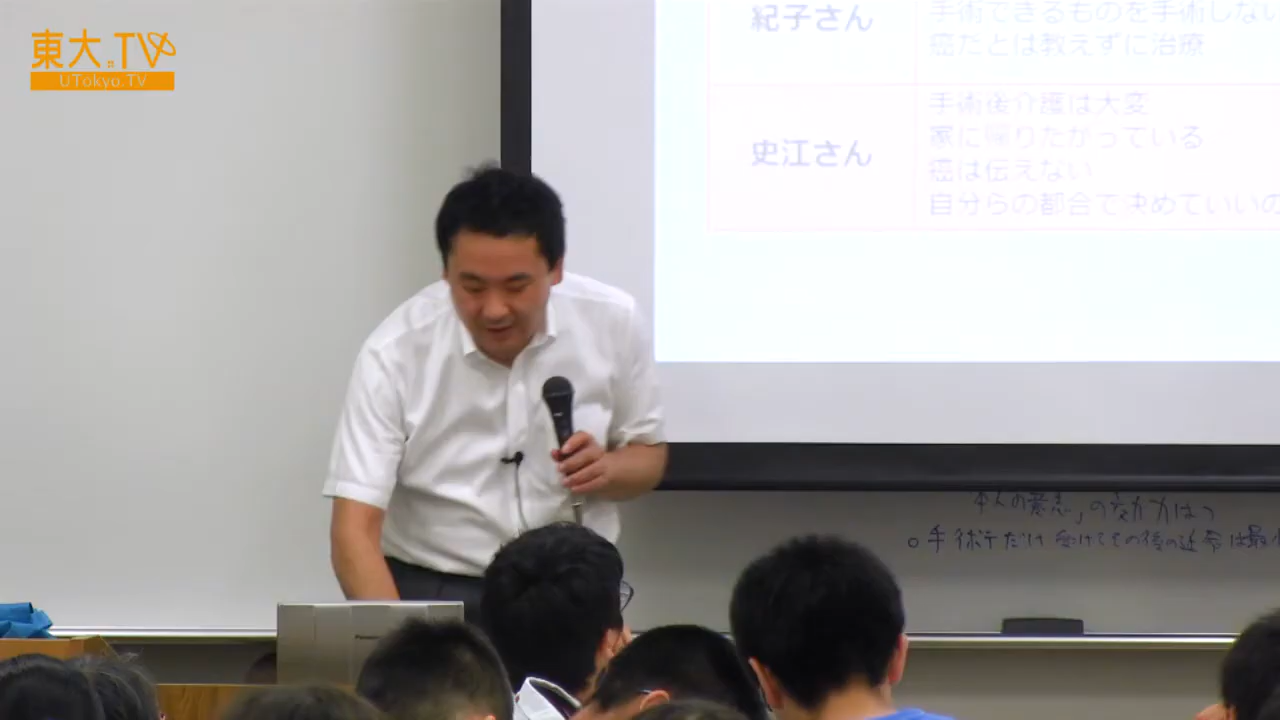 東大.TV
UTokyo.TV
紀子さん
手術できるものを手術しない
癌だとは教えずに治療
史江さん
手術後介護は大変
家に帰りたがっている
癌は伝えない
自分らの都合で決めていいの
「本人の意志」の効力は?
○手術だけ受けてその後の延命は最小